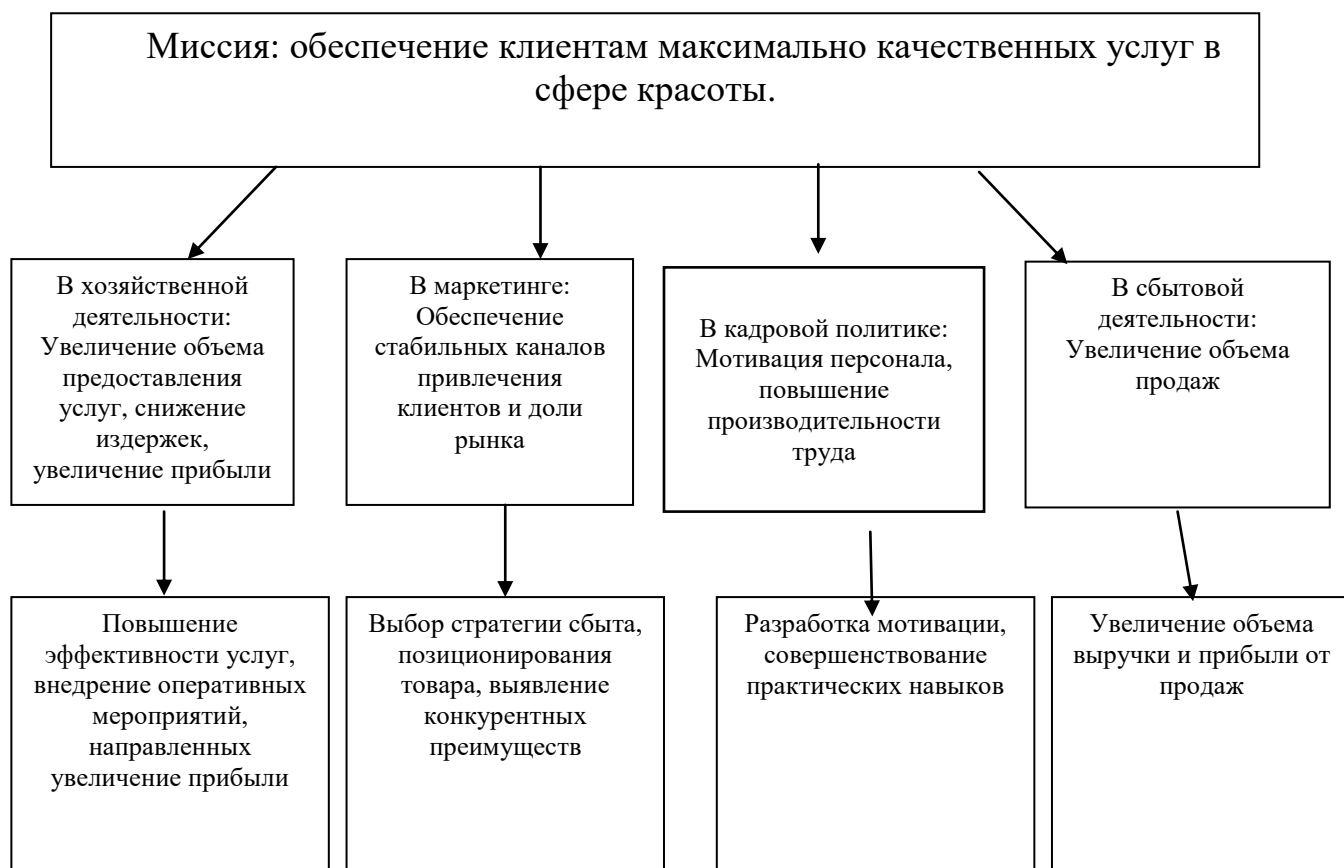 Миссия: обеспечение клиентам максимально качественных услуг в
сфере красоты.
В хозяйственной
деятельности:
Увеличение объема
предоставления
услуг, снижение
издержек,
увеличение прибыли
В маркетинге:
Обеспечение
стабильных каналов
привлечения
клиентов и доли
рынка
В кадровой политике:
Мотивация персонала,
повышение
производительности
труда
В сбытовой
деятельности:
Увеличение объема
продаж
Повышение
эффективности услуг,
внедрение оперативных
мероприятий,
направленных
увеличение прибыли
Выбор стратегии сбыта,
позиционирования
товара, выявление
конкурентных
преимуществ
Разработка мотивации,
совершенствование
практических навыков
Увеличение объема
выручки и прибыли от
продаж